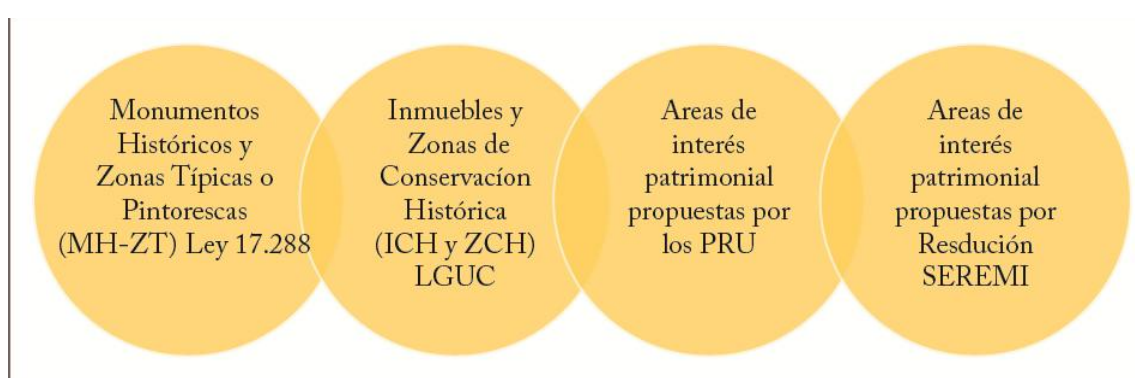 Monumentos
Históricos y
Zonas Típicas o
Pintorescas
(MH-ZT) Ley 17.288
Inmuebles y
Zonas de
Conservacíon
Histórica
(ICH y ZCH)
LGUC
Areas de
interés
patrimonial
propuestas por
los PRU
Areas de
interés
patrimonial
propuestas por
Resdución
SEREMI